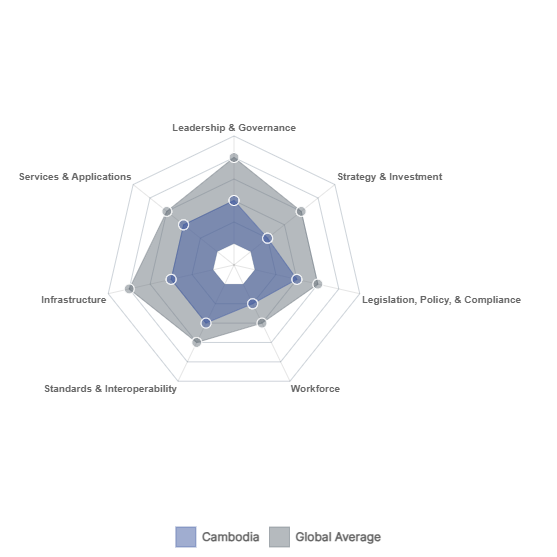 Leadership & Governance
Services & Applications
Strategy & Investment
Infrastructure
Legislation, Policy, & Compliance
Standards & Interoperability
Workforce
Cambodia
Global Average